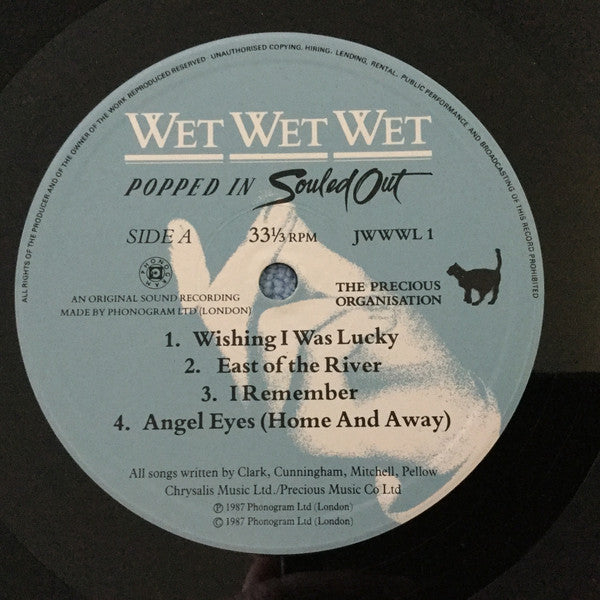 ALL RIGHTS OF THE PRODUCER AND OF THE OWNER OF THE WORK REPRODUCED RESERVED · UNAUTHORISED COPYING, HIRING, LENDING, RENTAL, PUBLIC PERFORMANCE AND BROADCASTING OF THIS RECORD PROHIBITED
WET WET WET
POPPED IN Souled Out
SIDE A 33⅓ RPM JWWWL 1
PHONOGRAM
AN ORIGINAL SOUND RECORDING
MADE BY PHONOGRAM LTD (LONDON)
THE PRECIOUS
ORGANISATION
1. Wishing I Was Lucky
2. East of the River
3. I Remember
4. Angel Eyes (Home And Away)
All songs written by Clark, Cunningham, Mitchell, Pellow
Chrysalis Music Ltd./Precious Music Co Ltd
℗ 1987 Phonogram Ltd (London)
© 1987 Phonogram Ltd (London)